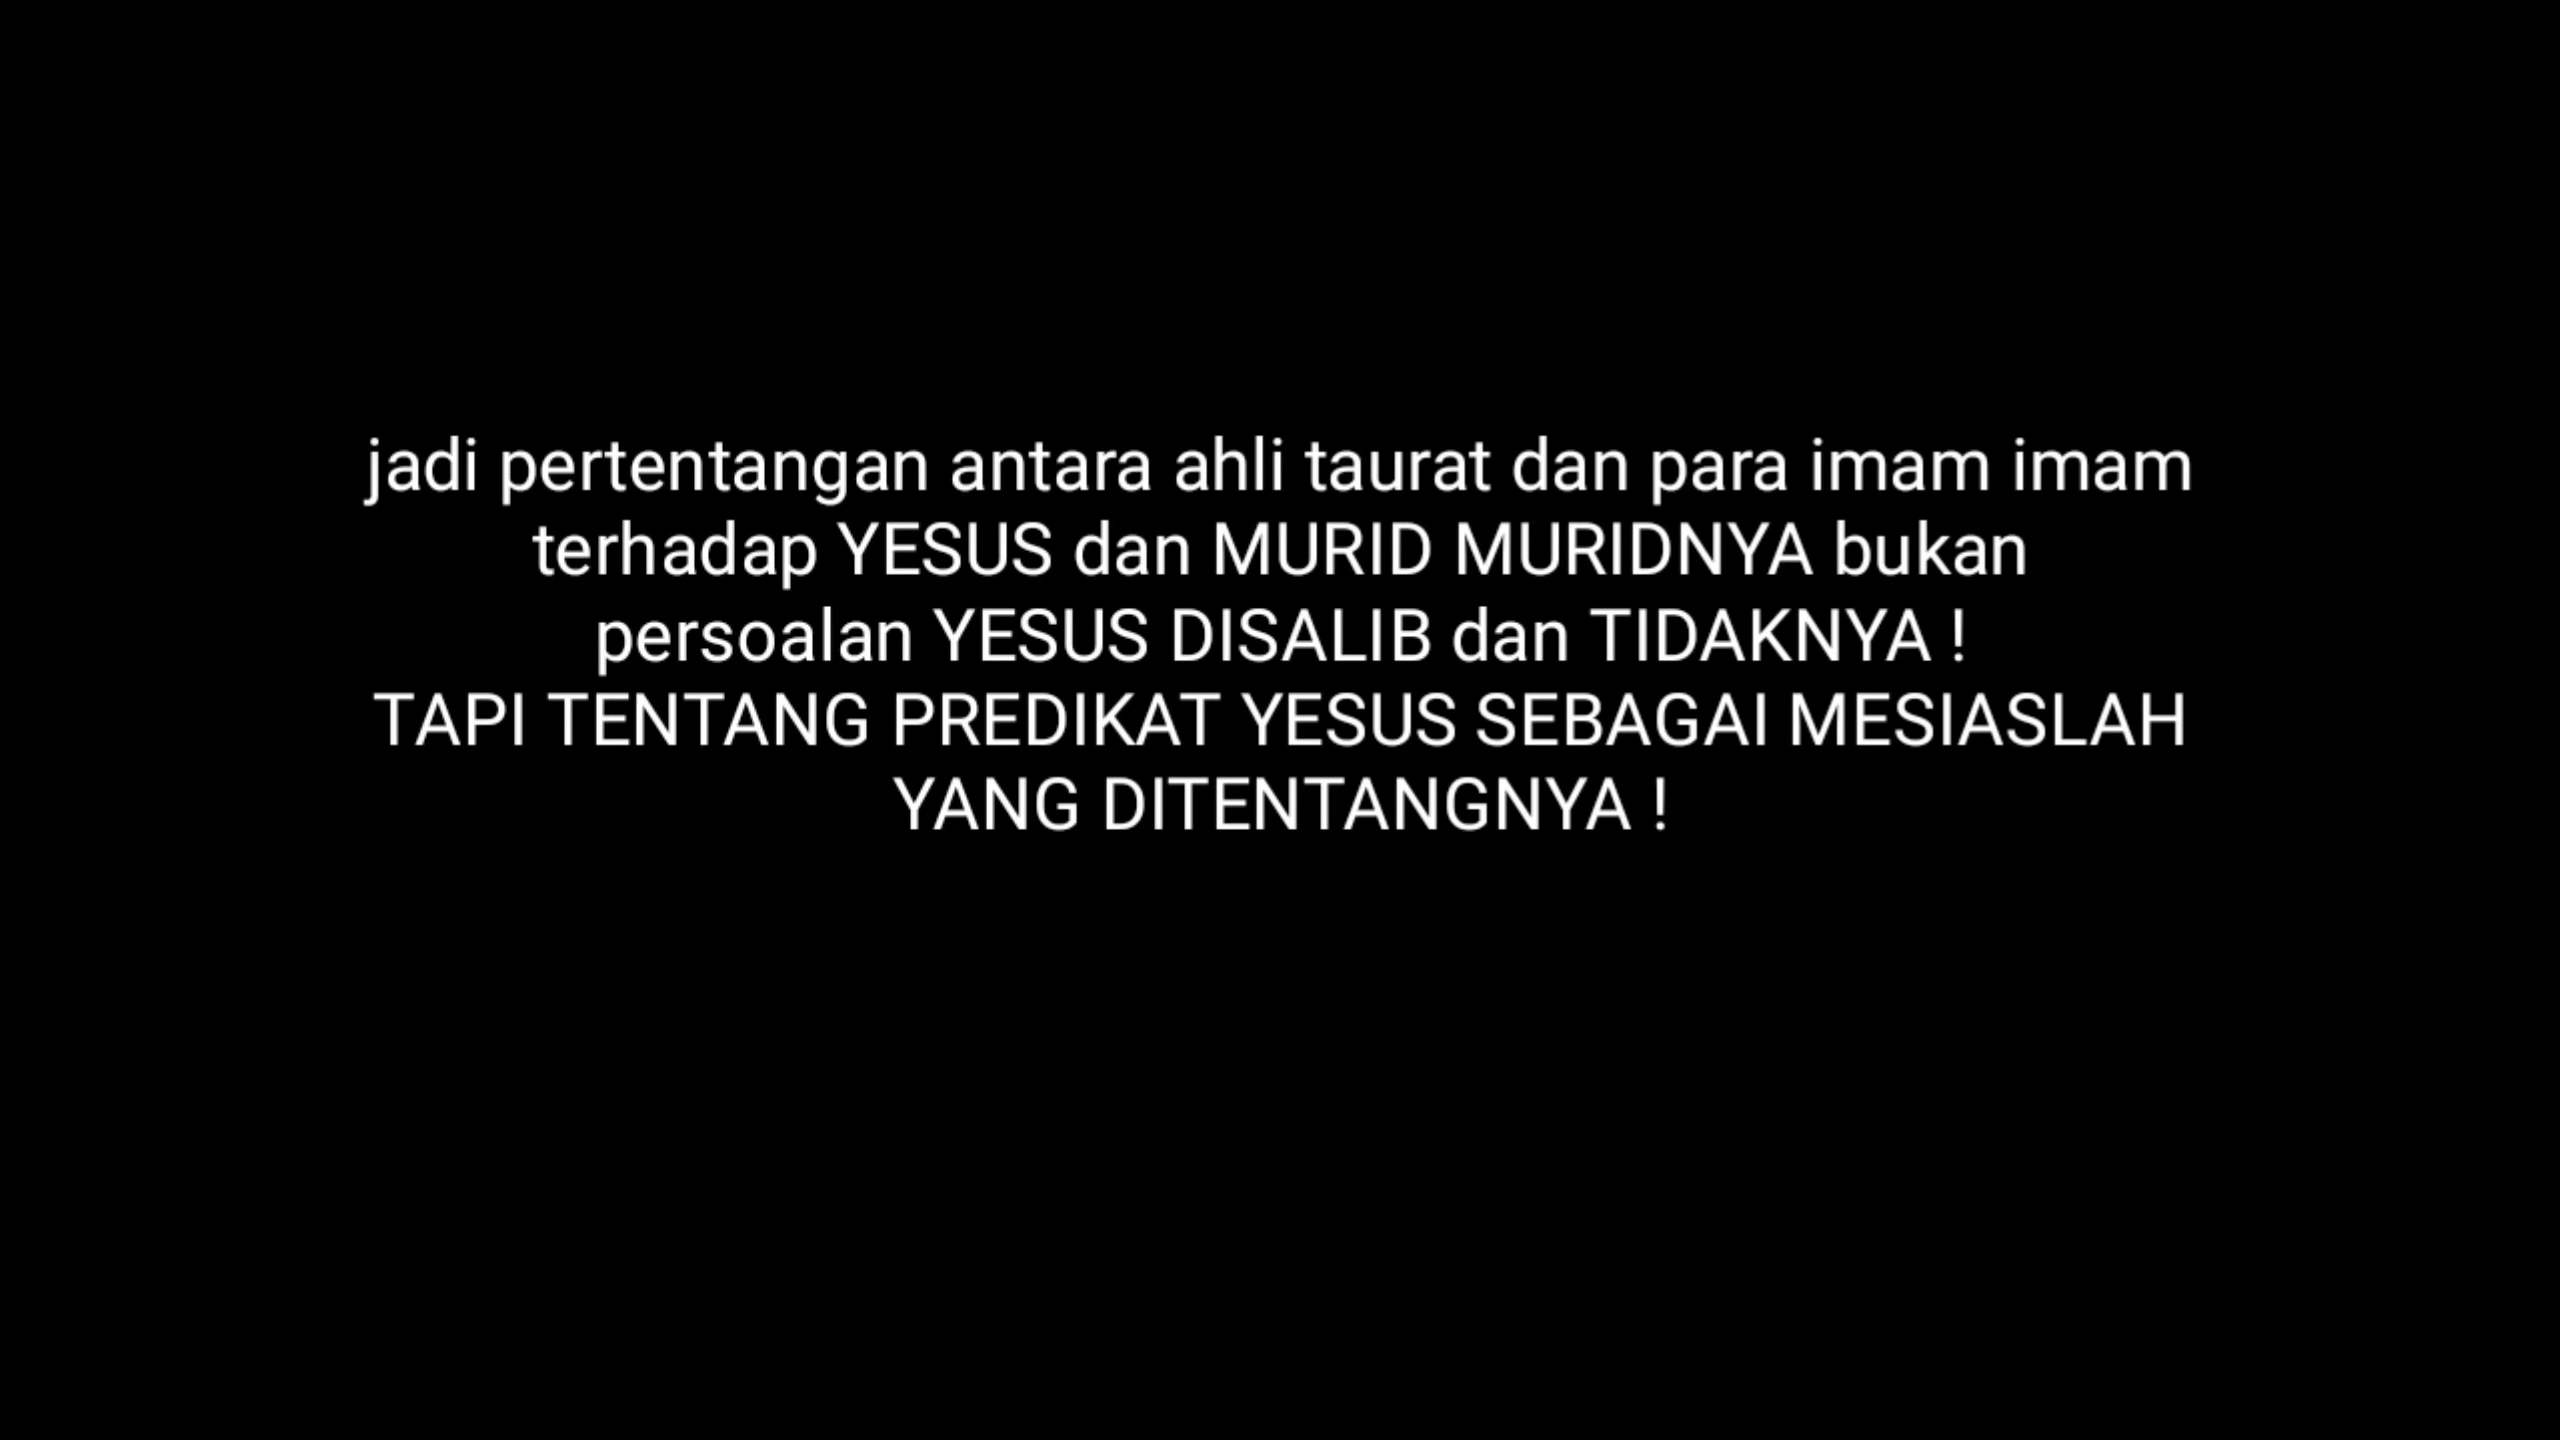 jadi pertentangan antara ahli taurat dan para imam imam
terhadap YESUS dan MURID MURIDNYA bukan
persoalan YESUS DISALIB dan TIDAKNYA !
TAPI TENTANG PREDIKAT YESUS SEBAGAI MESIASLAH
YANG DITENTANGNYA !